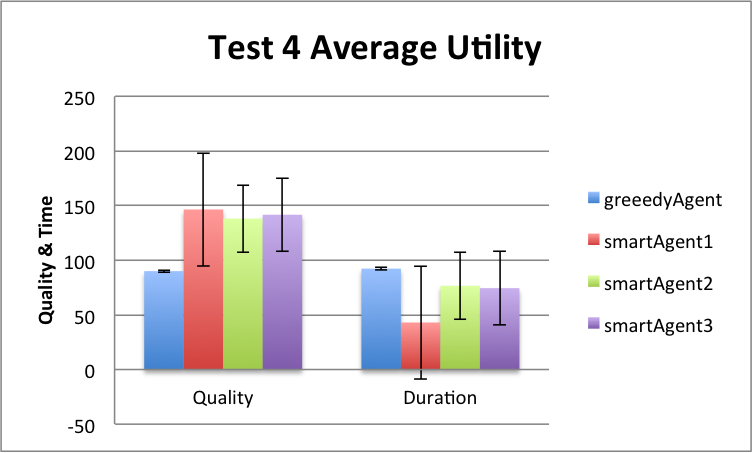 Test 4 Average Utility
Quality & Time
250
200
150
100
50
0
-50
Quality
Duration
greeedyAgent
smartAgent1
smartAgent2
smartAgent3